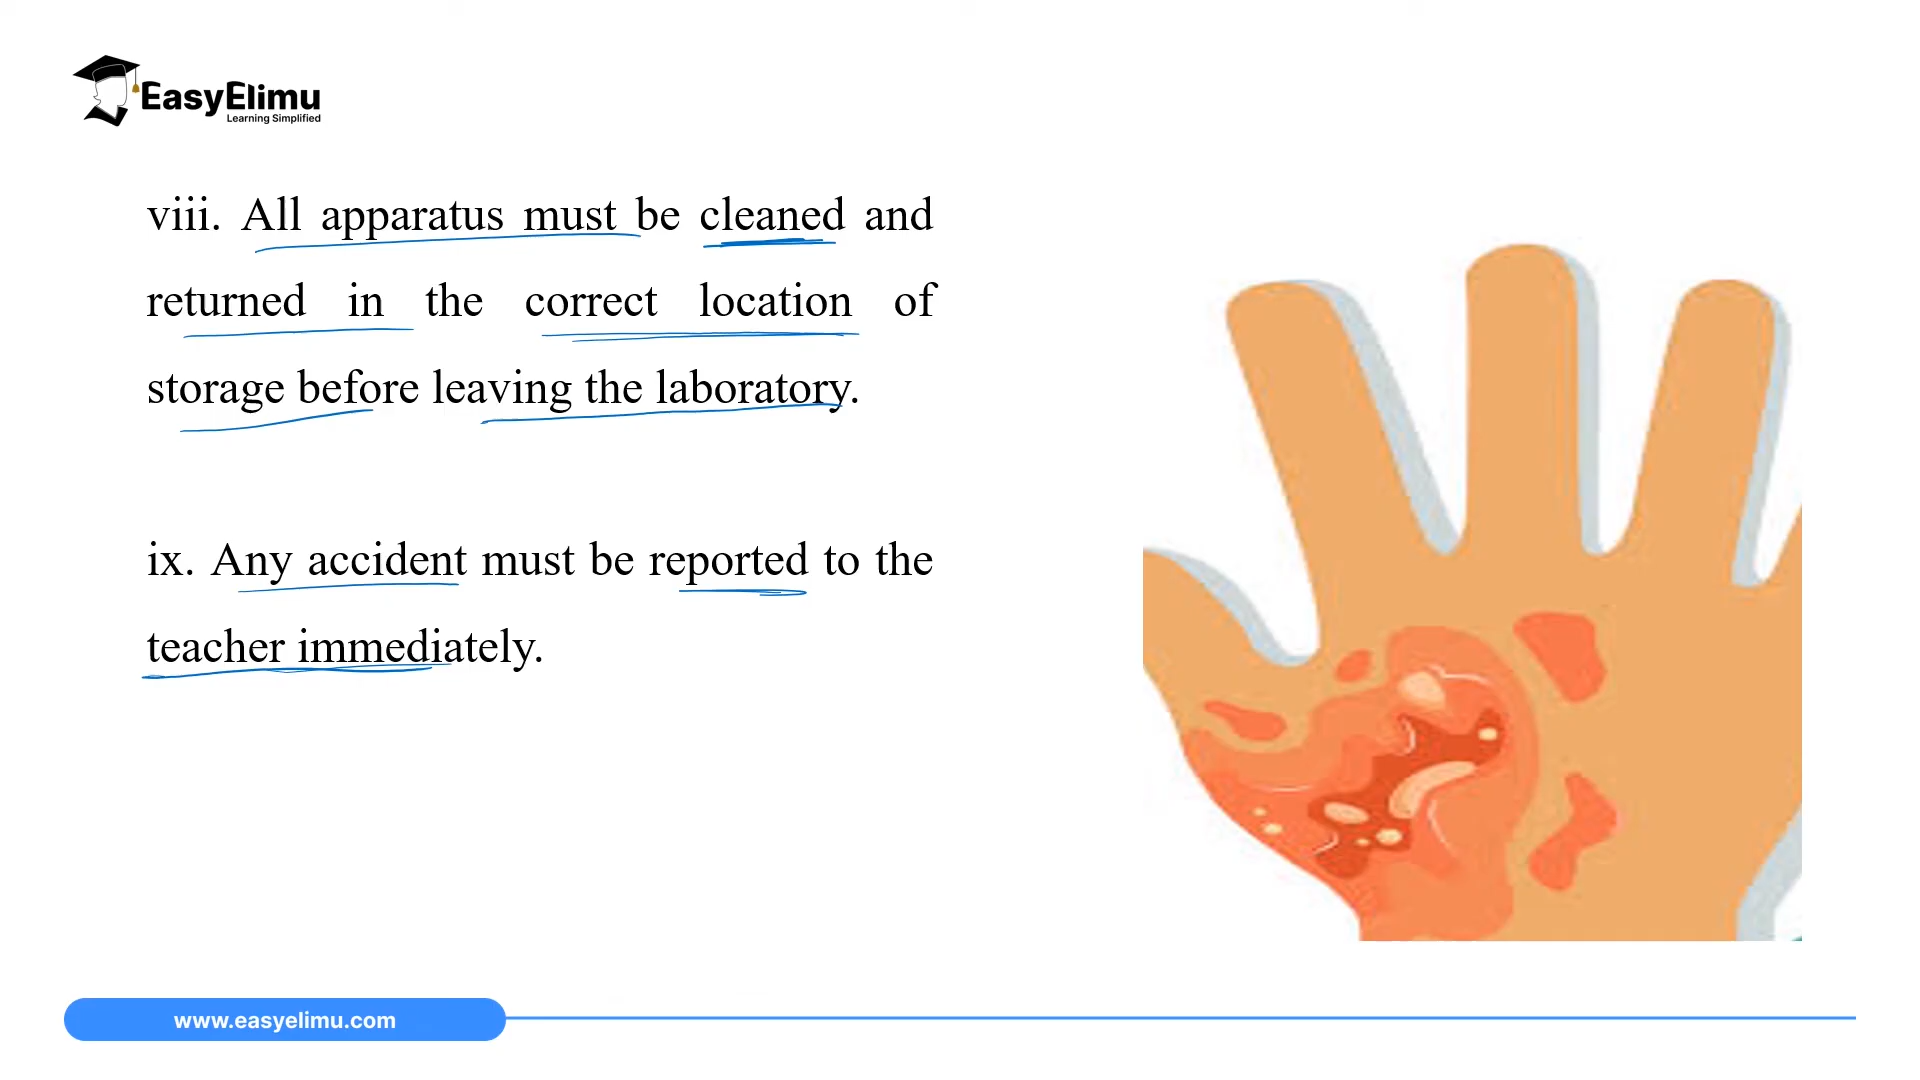 EasyElimu
Learning Simplified
viii. All apparatus must be cleaned and
returned in the correct location of
storage before leaving the laboratory.
ix. Any accident must be reported to the
teacher immediately.
www.easyelimu.com